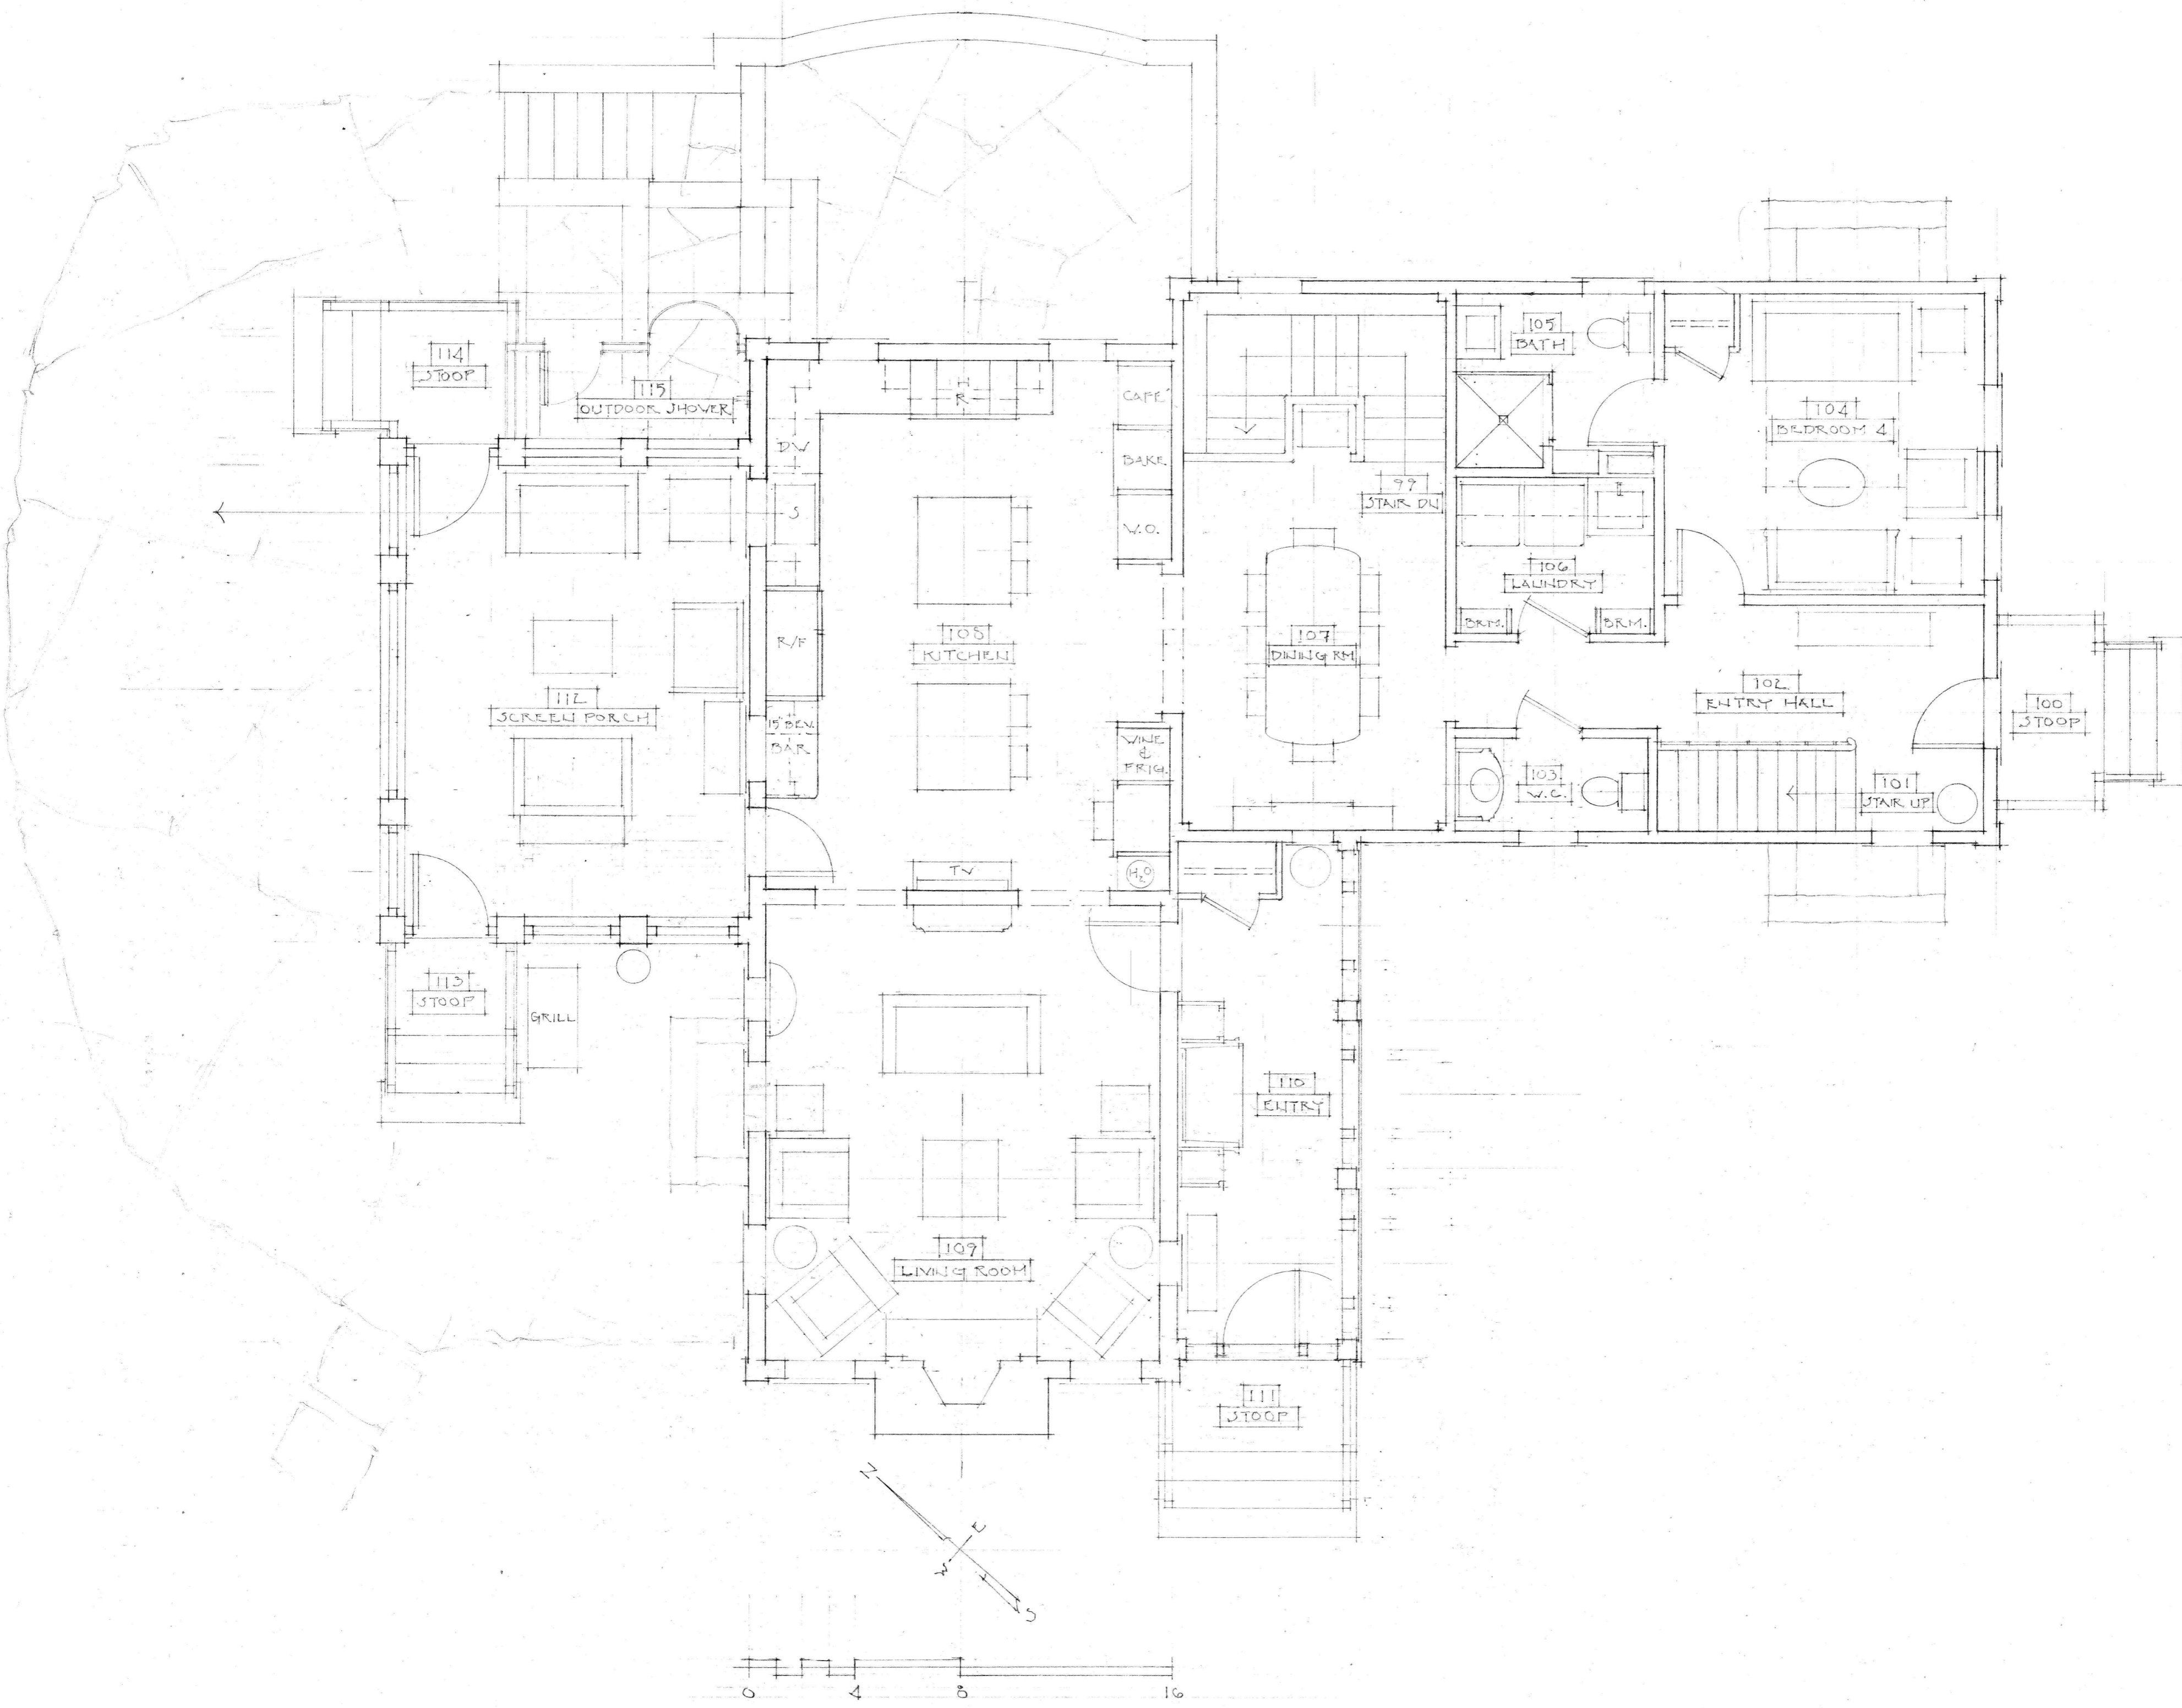 105
BATH
114
STOOP
115
OUTDOOR SHOWER
H
R
CAFÉ
104
BEDROOM 4
DW
BAKE
99
STAIR DN
S
W.O.
106
LAUNDRY
BRM.
BRM.
R/F
108
KITCHEN
107
DINING RM
112
SCREEN PORCH
102
ENTRY HALL
100
STOOP
15" BEV.
BAR
WINE
&
FRIG.
103
W.C.
101
STAIR UP
TV
H2O
113
STOOP
GRILL
110
ENTRY
109
LIVING ROOM
111
STOOP
N
E
W
S
0 4 8 16